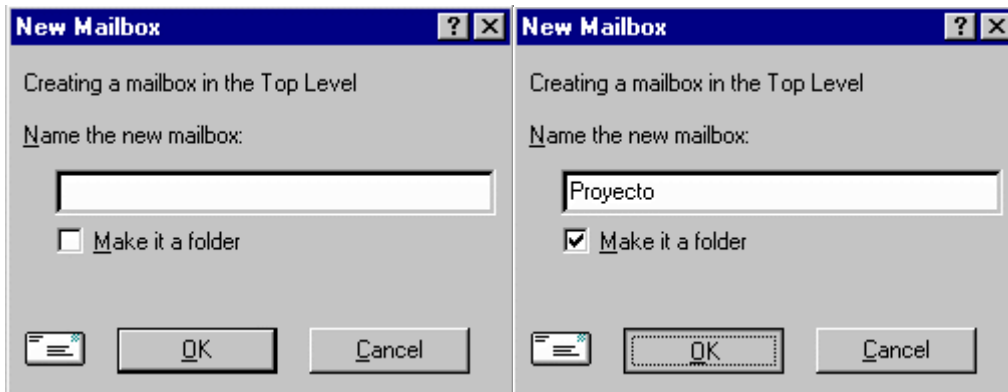 New Mailbox
Creating a mailbox in the Top Level
Name the new mailbox:
Make it a folder
OK Cancel
New Mailbox
Creating a mailbox in the Top Level
Name the new mailbox:
Proyecto
Make it a folder
OK Cancel